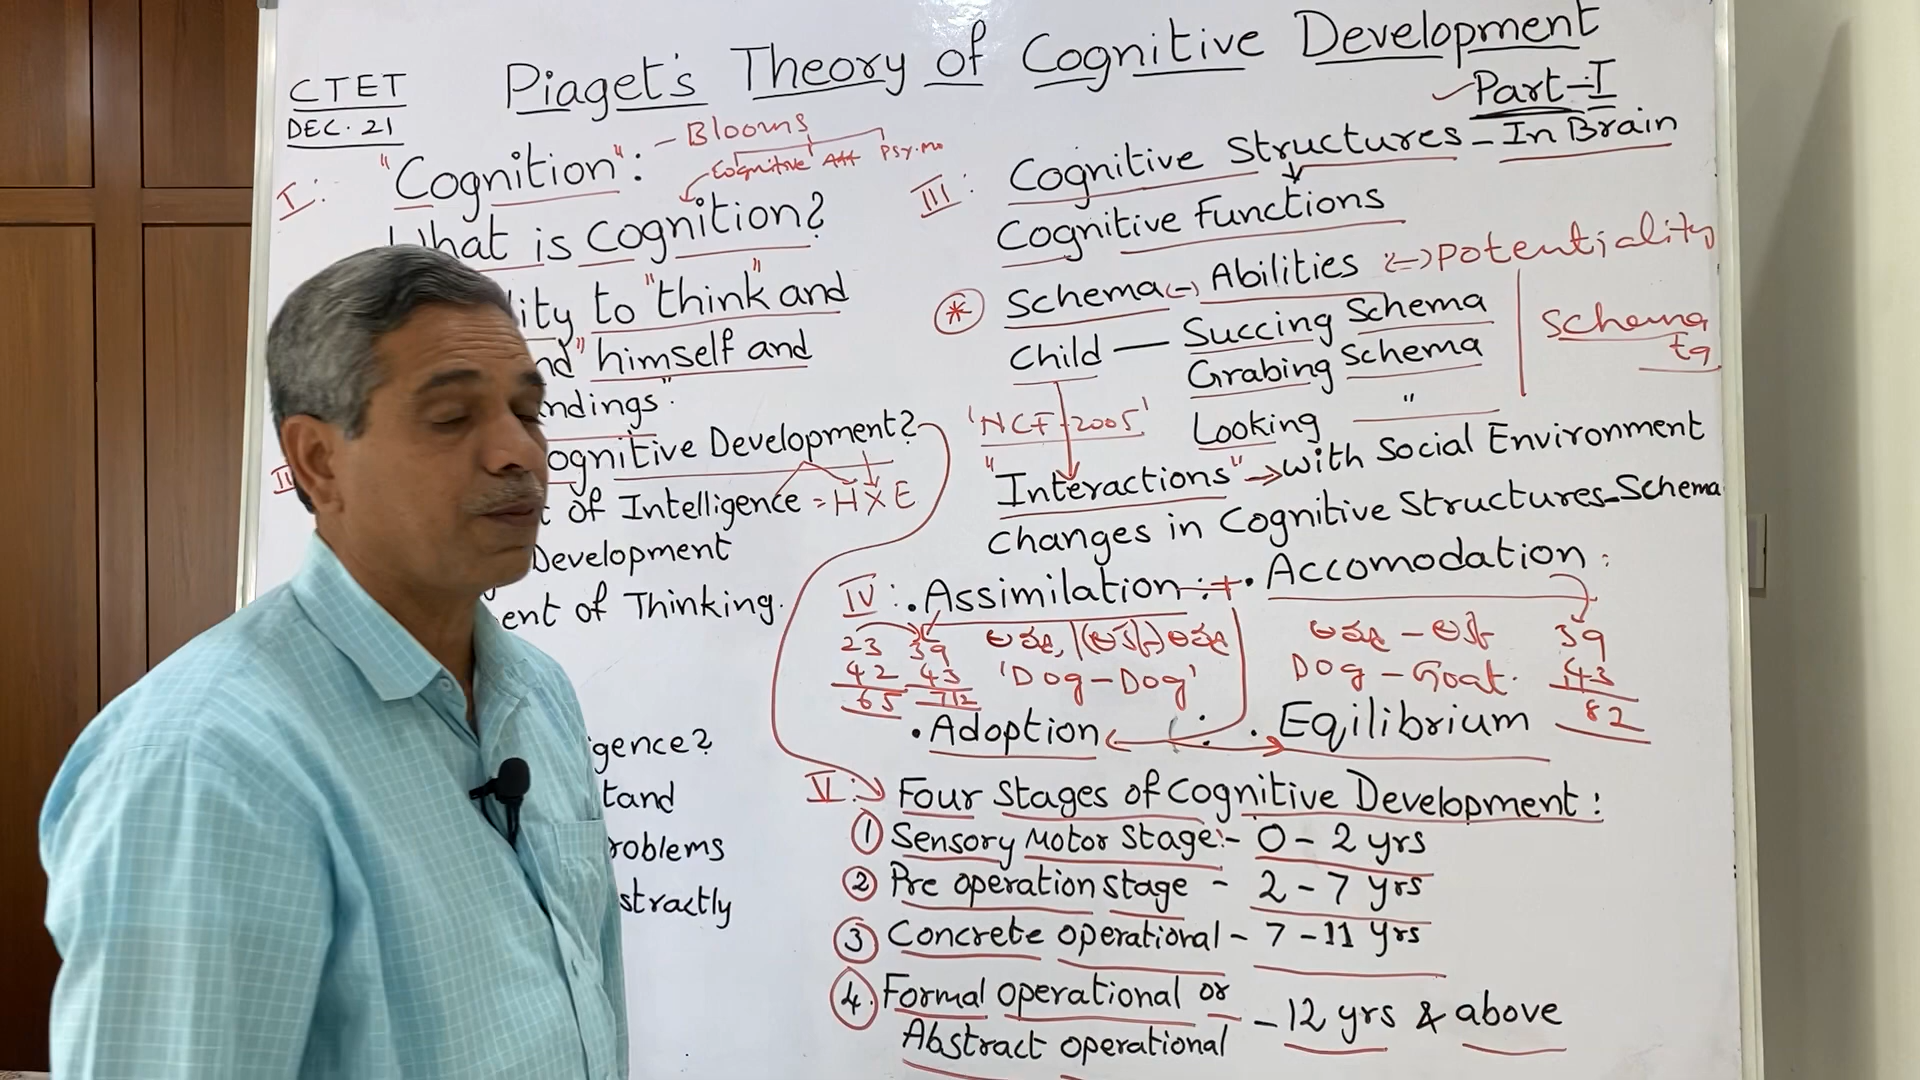 Piaget's Theory of Cognitive Development
CTET
DEC. 21
Part-I
I:
"Cognition":
- Blooms
Cognitive Aff Psy.mo
What is Cognition?
lity to "think" and
nd" himself and
ndings."
II
ognitive Development?
t of Intelligence = H X E
Development
ent of Thinking.
igence?
tand
roblems
stractly
III:
Cognitive Structures - In Brain
Cognitive Functions
Schema Abilities Potentiality
Child — Succing Schema
Grabing Schema
Looking "
Schema
'NCF-2005'
"Interactions" → with Social Environment
Changes in Cognitive Structures-Schema
IV: . Assimilation : + . Accomodation :
23 39
42 43
65 712
'Dog-Dog'
Dog - Goat.
39
43
82
. Adoption . Eqilibrium
V: Four Stages of Cognitive Development :
1 Sensory Motor Stage:- 0 - 2 yrs
2 Pre operation stage - 2 - 7 yrs
3 Concrete operational - 7 - 11 yrs
4. Formal operational or
Abstract operational - 12 yrs & above